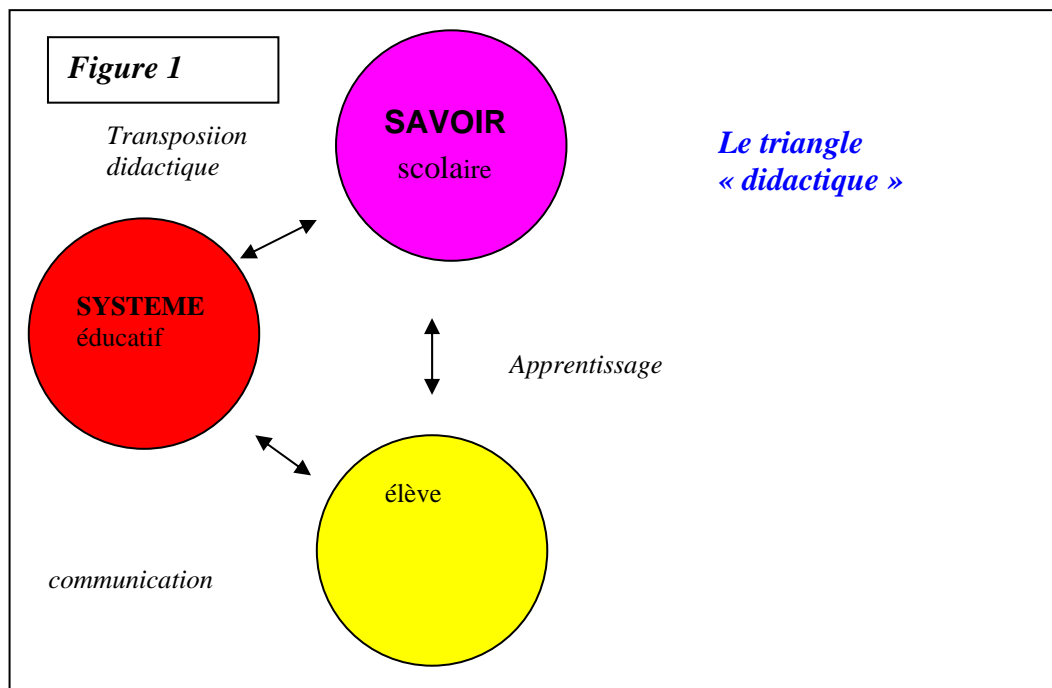 Figure 1
Transposiion
didactique
SAVOIR
scolaire
Le triangle
« didactique »
SYSTEME
éducatif
Apprentissage
élève
communication